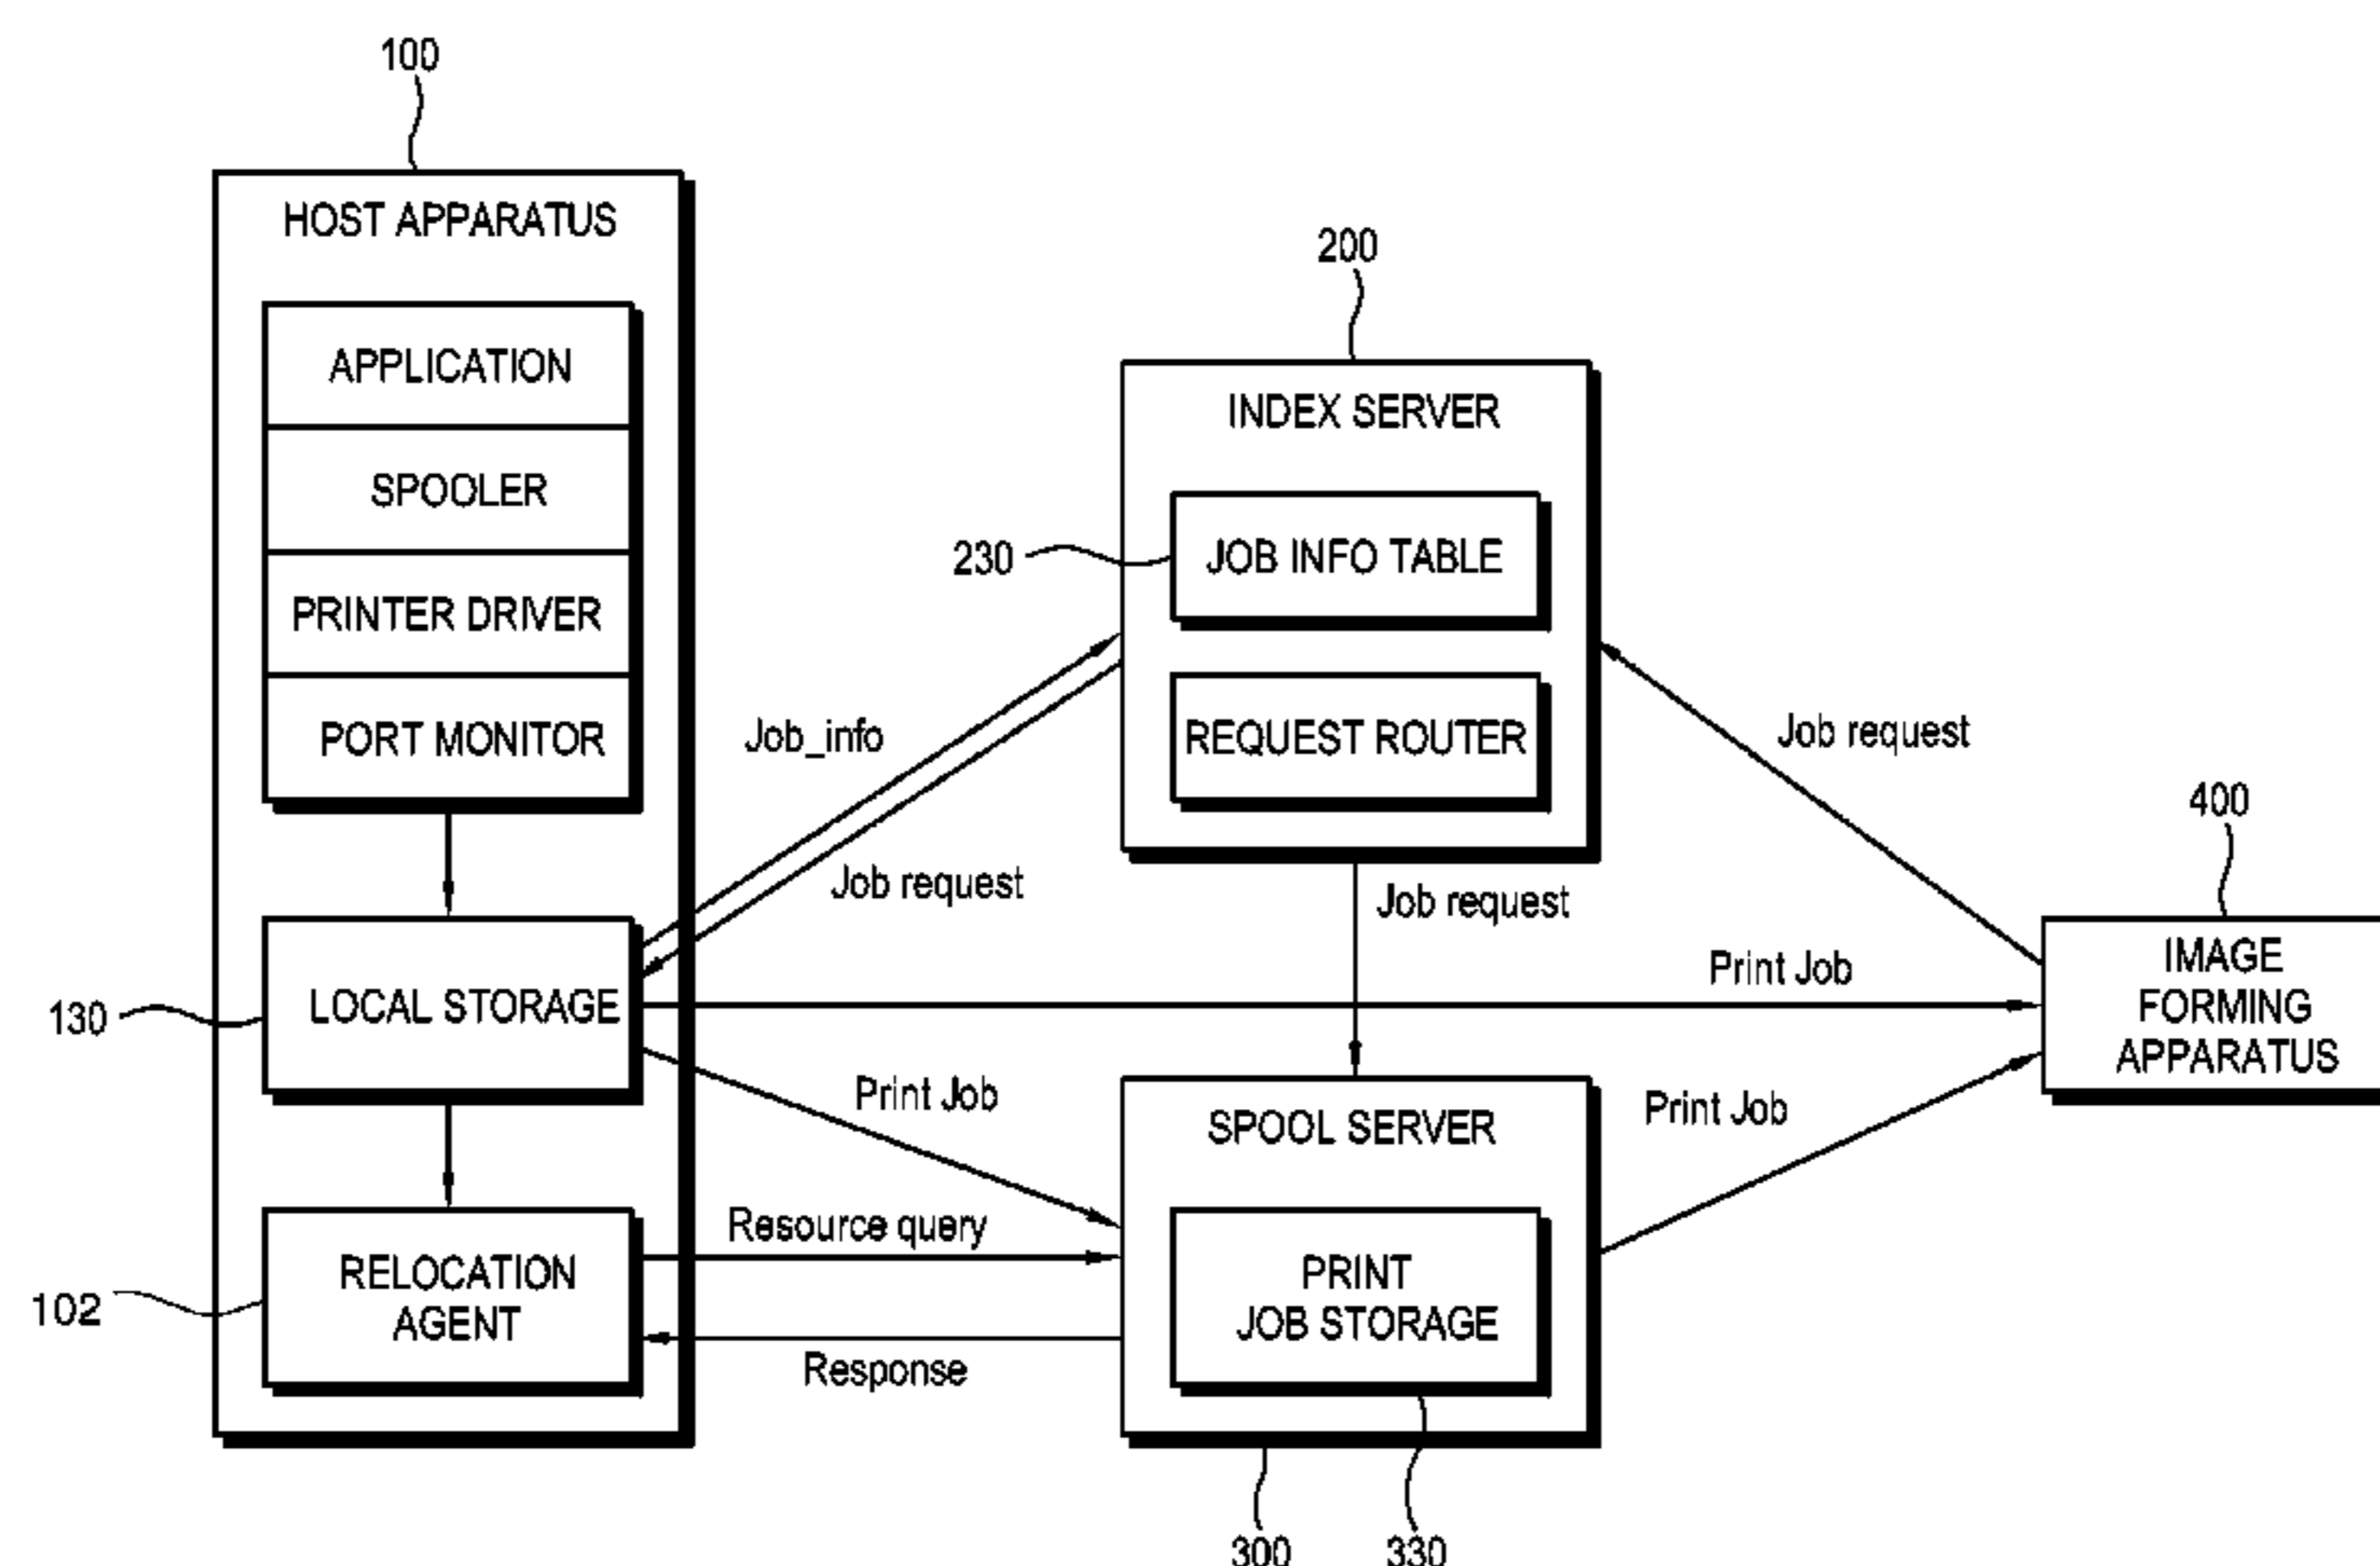 100
HOST APPARATUS
APPLICATION
SPOOLER
PRINTER DRIVER
PORT MONITOR
130
LOCAL STORAGE
102
RELOCATION
AGENT
Job_info
Job request
Print Job
Resource query
Response
200
INDEX SERVER
230
JOB INFO TABLE
REQUEST ROUTER
Job request
Job request
Print Job
SPOOL SERVER
PRINT
JOB STORAGE
300
330
Print Job
400
IMAGE
FORMING
APPARATUS